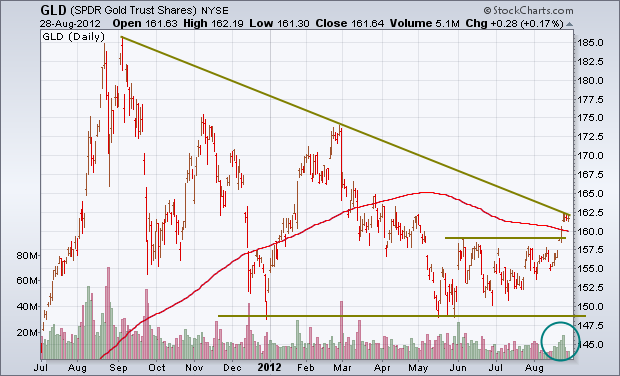 GLD (SPDR Gold Trust Shares) NYSE © StockCharts.com
28-Aug-2012 Open 161.63 High 162.19 Low 161.30 Close 161.64 Volume 5.1M Chg +0.28 (+0.17%)
GLD (Daily)
185.0
182.5
180.0
177.5
175.0
172.5
170.0
167.5
165.0
162.5
160.0
80M 157.5
155.0
60M
152.5
40M 150.0
20M 147.5
145.0
Jul Aug Sep Oct Nov Dec 2012 Feb Mar Apr May Jun Jul Aug